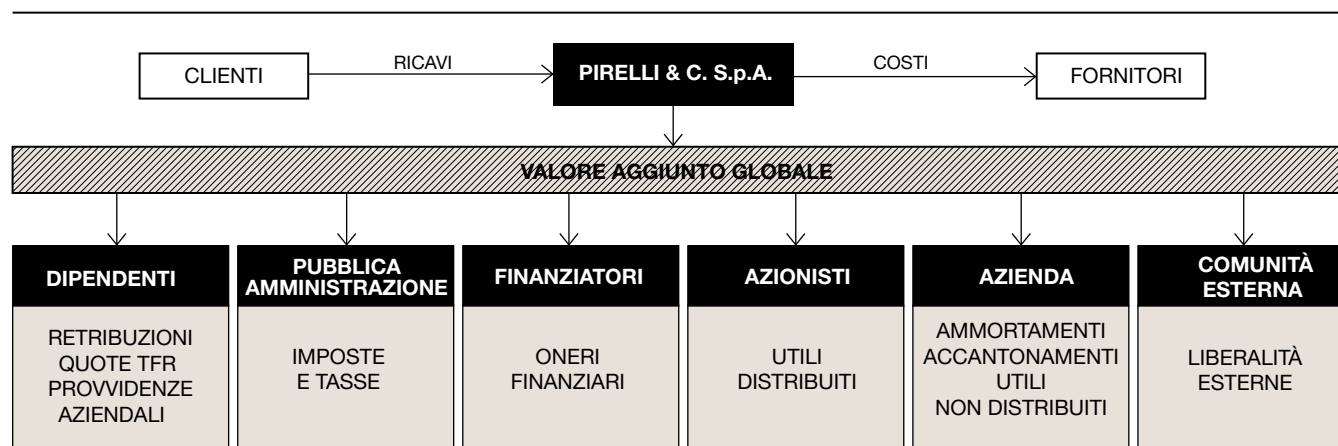 CLIENTI
RICAVI
PIRELLI & C. S.p.A.
COSTI
FORNITORI
VALORE AGGIUNTO GLOBALE
DIPENDENTI
RETRIBUZIONI
QUOTE TFR
PROVVIDENZE
AZIENDALI
PUBBLICA
AMMINISTRAZIONE
IMPOSTE
E TASSE
FINANZIATORI
ONERI
FINANZIARI
AZIONISTI
UTILI
DISTRIBUITI
AZIENDA
AMMORTAMENTI
ACCANTONAMENTI
UTILI
NON DISTRIBUITI
COMUNITÀ
ESTERNA
LIBERALITÀ
ESTERNE